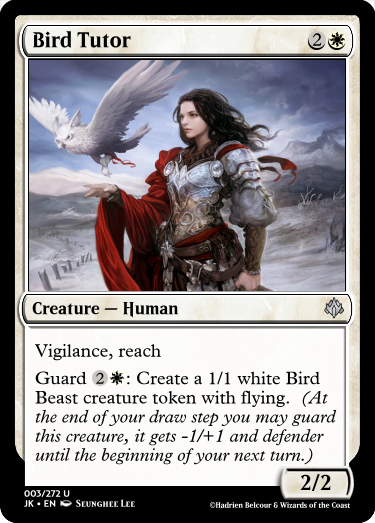 Bird Tutor 2
Creature — Human
Vigilance, reach
Guard 2 : Create a 1/1 white Bird
Beast creature token with flying. (At
the end of your draw step you may guard
this creature, it gets -1/+1 and defender
until the beginning of your next turn.)
2/2
003/272 U
JK • EN Seunghee Lee
©Hadrien Belcour & Wizards of the Coast